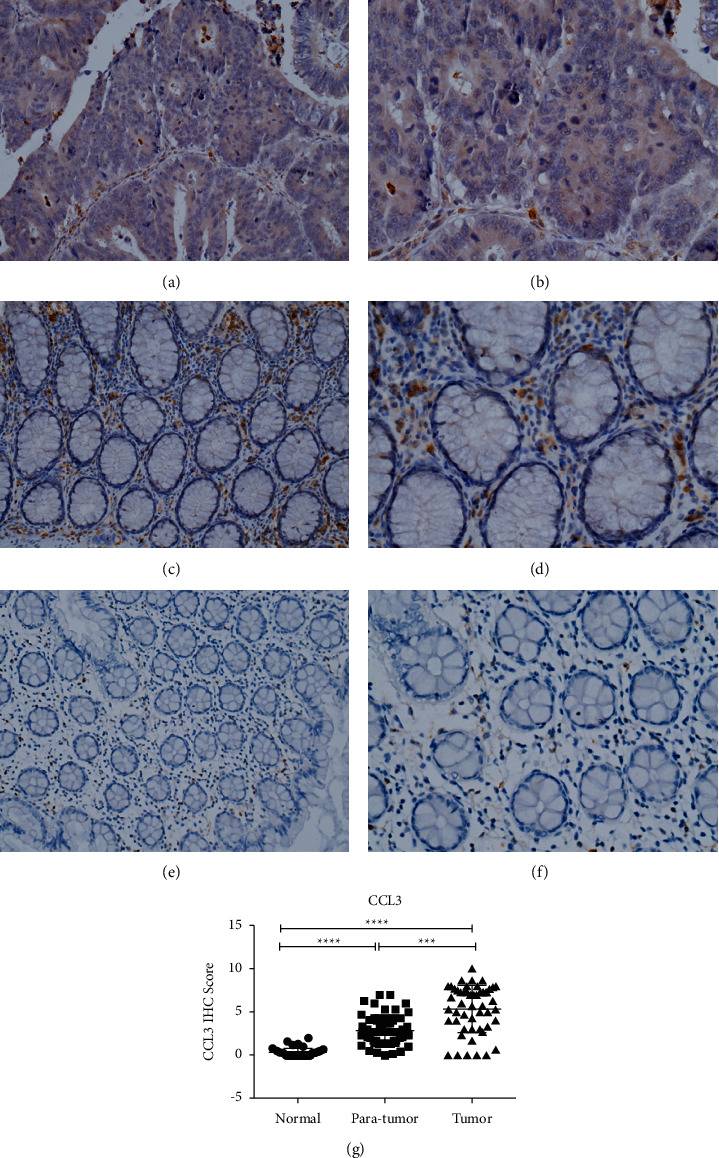 (a)
(b)
(c)
(d)
(e)
(f)
CCL3
15
****
****
***
10
5
0
-5
CCL3 IHC Score
Normal
Para-tumor
Tumor
(g)